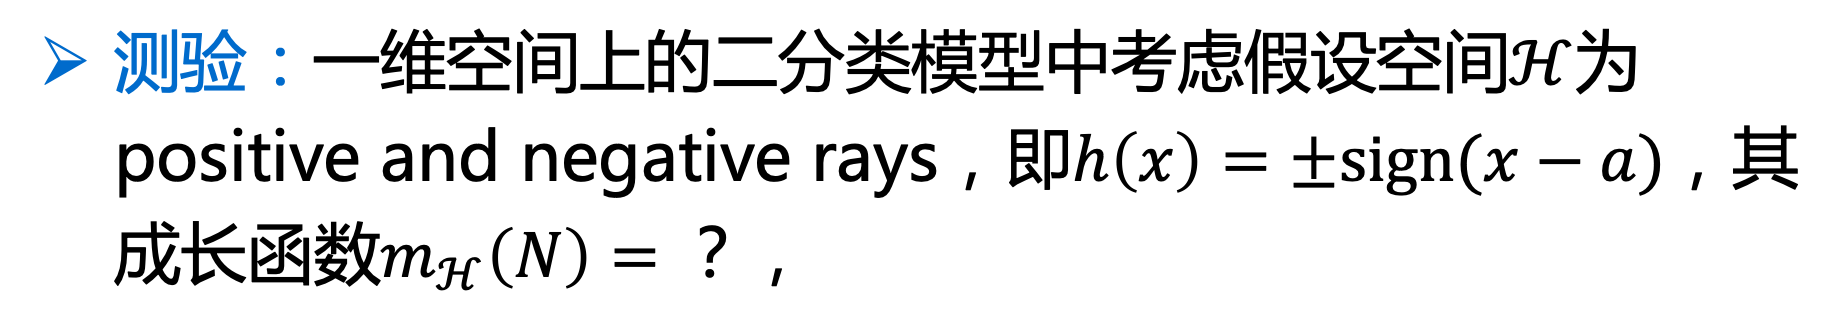 ➢ 测验：一维空间上的二分类模型中考虑假设空间ℋ为
positive and negative rays，即h(x) = ±sign(x − a)，其
成长函数mℋ(N) = ？，